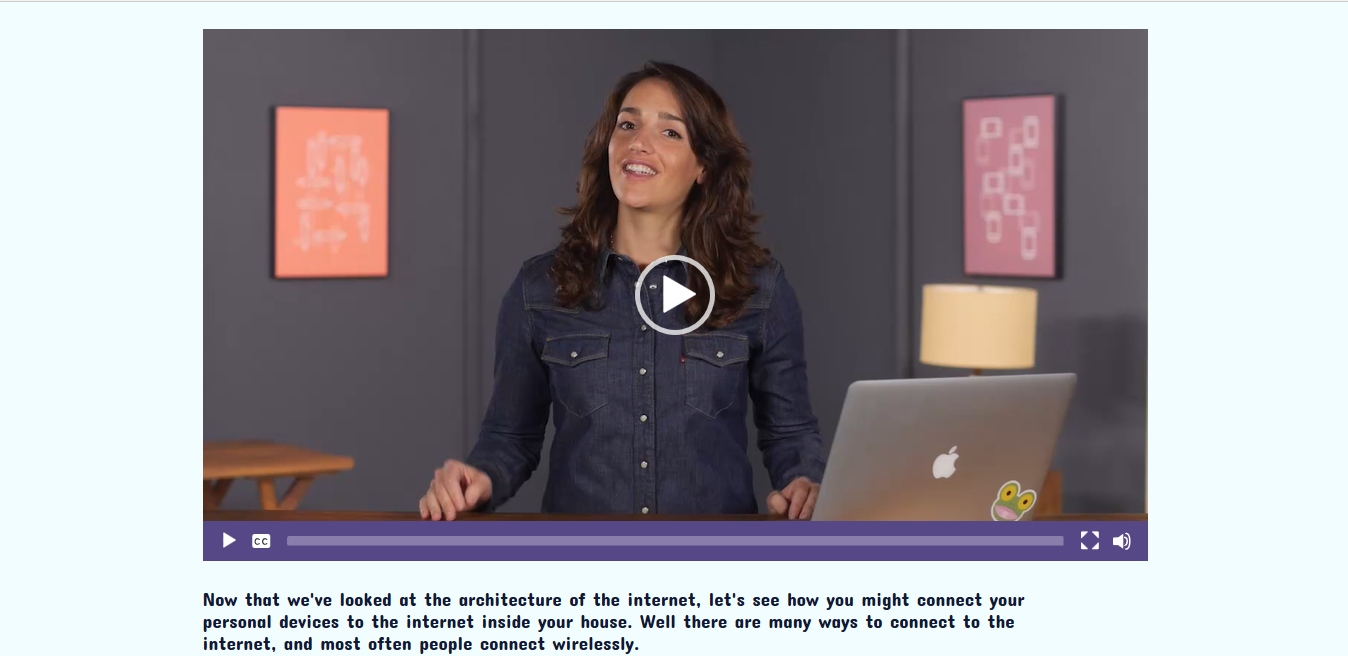 CC
Now that we've looked at the architecture of the internet, let's see how you might connect your
personal devices to the internet inside your house. Well there are many ways to connect to the
internet, and most often people connect wirelessly.